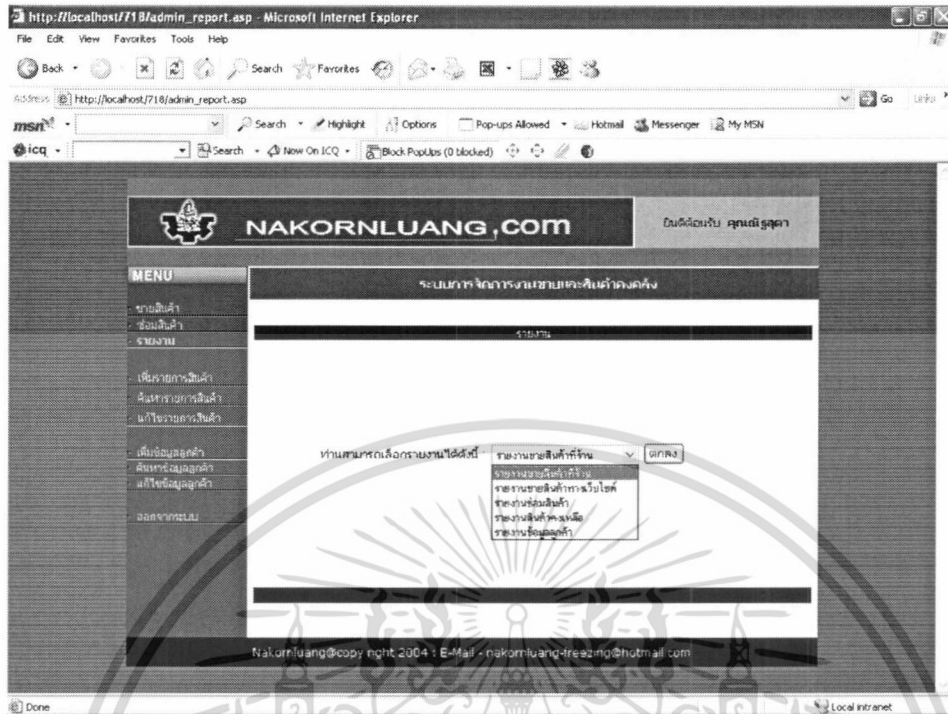 http://localhost/718/admin_report.asp - Microsoft Internet Explorer
File Edit View Favorites Tools Help
Back Search Favorites
Address http://localhost/718/admin_report.asp Go Links
msn Search Highlight Options Pop-ups Allowed Hotmail Messenger My MSN
icq Search Now On ICQ Block PopUps (0 blocked)
NAKORNLUANG.com
ยินดีต้อนรับ คุณณัฐสุดา
MENU
ระบบการจัดการงานขายและสินค้าคงคลัง
- ขายสินค้า
- ซ่อมสินค้า
- รายงาน
รายงาน
- เพิ่มรายการสินค้า
- ค้นหารายการสินค้า
- แก้ไขรายการสินค้า
- เพิ่มข้อมูลลูกค้า
- ค้นหาข้อมูลลูกค้า
- แก้ไขข้อมูลลูกค้า
- ออกจากระบบ
ท่านสามารถเลือกรายงานได้ดังนี้ : รายงานขายสินค้าที่ร้าน ตกลง
รายงานขายสินค้าที่ร้าน
รายงานขายสินค้าทางเว็บไซต์
รายงานซ่อมสินค้า
รายงานสินค้าคงเหลือ
รายงานข้อมูลลูกค้า
Nakornluang@copy right 2004 : E-Mail - nakornluang-freezing@hotmail.com
Done Local intranet